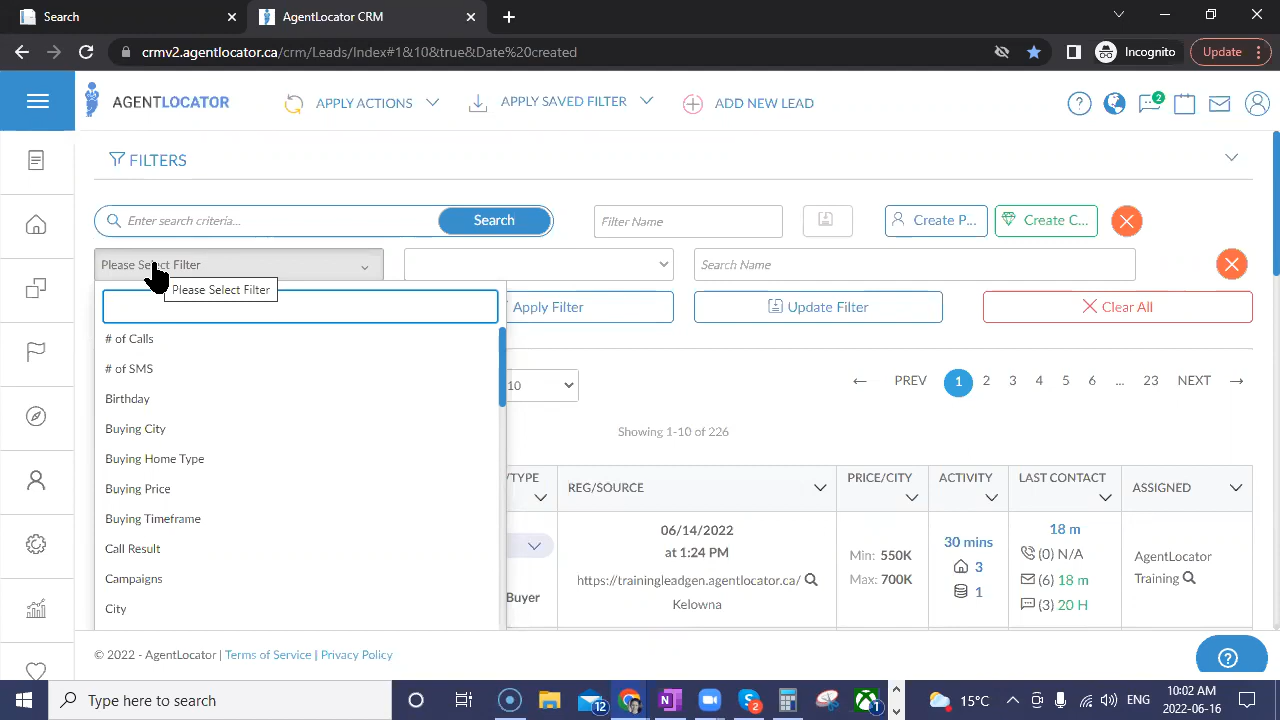 Search
AgentLocator CRM
crmv2.agentlocator.ca/crm/Leads/Index#1&10&true&Date%20created
Incognito
Update
AGENTLOCATOR
APPLY ACTIONS
APPLY SAVED FILTER
ADD NEW LEAD
2
FILTERS
Enter search criteria...
Search
Filter Name
Create P...
Create C...
Please Select Filter
Search Name
Please Select Filter
Apply Filter
Update Filter
Clear All
# of Calls
# of SMS
Birthday
Buying City
Buying Home Type
Buying Price
Buying Timeframe
Call Result
Campaigns
City
10
PREV 1 2 3 4 5 6 ... 23 NEXT
Showing 1-10 of 226
/TYPE
REG/SOURCE
PRICE/CITY
ACTIVITY
LAST CONTACT
ASSIGNED
Buyer
06/14/2022
at 1:24 PM
https://trainingleadgen.agentlocator.ca/
Kelowna
Min: 550K
Max: 700K
30 mins
3
1
18 m
(0) N/A
(6) 18 m
(3) 20 H
AgentLocator
Training
© 2022 - AgentLocator | Terms of Service | Privacy Policy
Type here to search
12
2
1
15°C
ENG
10:02 AM
2022-06-16